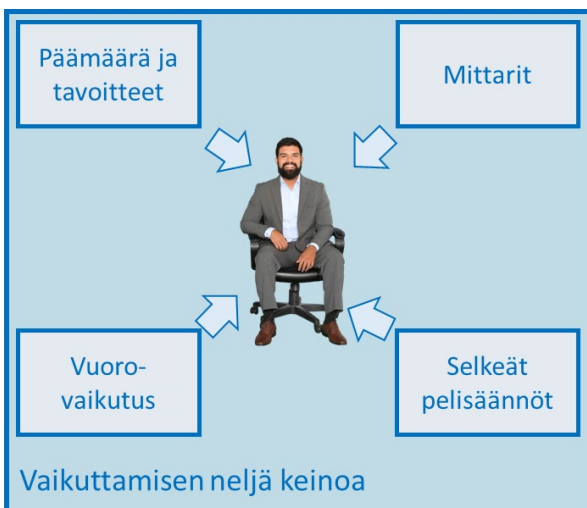 Päämäärä ja
tavoitteet
Mittarit
Vuoro-
vaikutus
Selkeät
pelisäännöt
Vaikuttamisen neljä keinoa